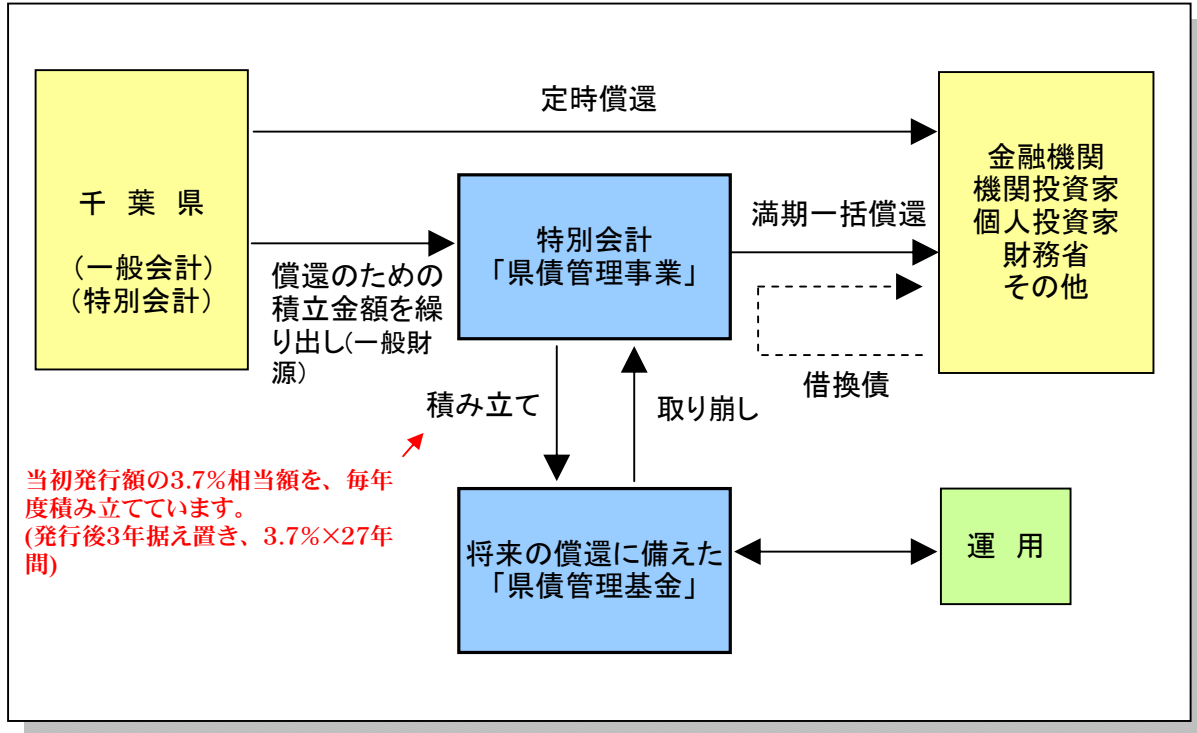 定時償還
千 葉 県
(一般会計)
(特別会計)
償還のための
積立金額を繰
り出し(一般財
源)
特別会計
「県債管理事業」
満期一括償還
金融機関
機関投資家
個人投資家
財務省
その他
借換債
積み立て
取り崩し
当初発行額の3.7%相当額を、毎年
度積み立てています。
(発行後3年据え置き、3.7%×27年
間)
将来の償還に備えた
「県債管理基金」
運 用